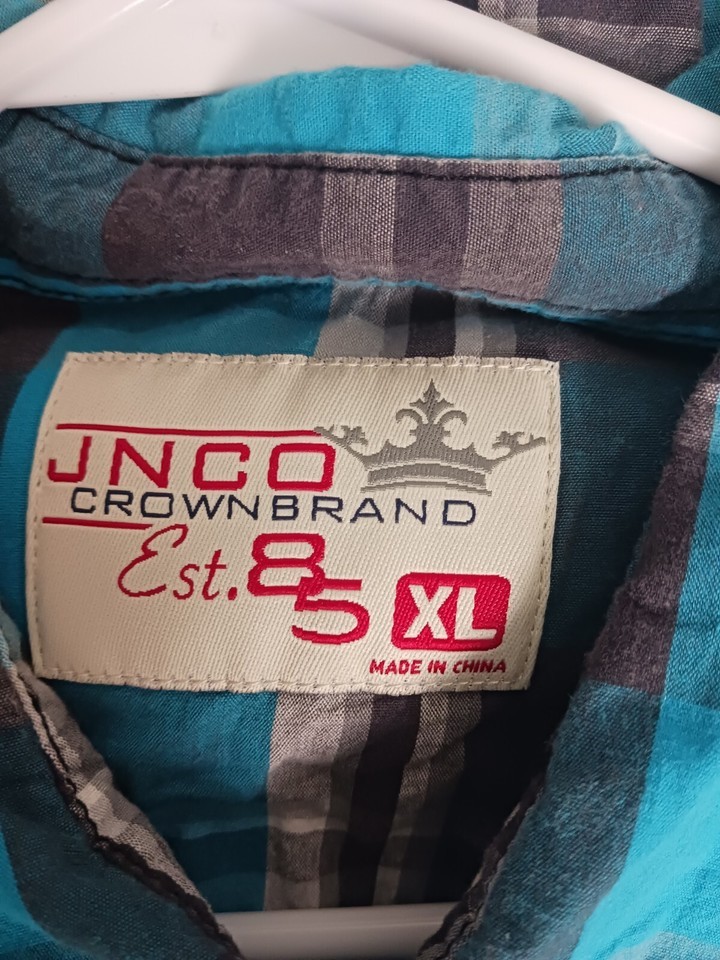 JNCO
CROWNBRAND
Est. 85
XL
MADE IN CHINA